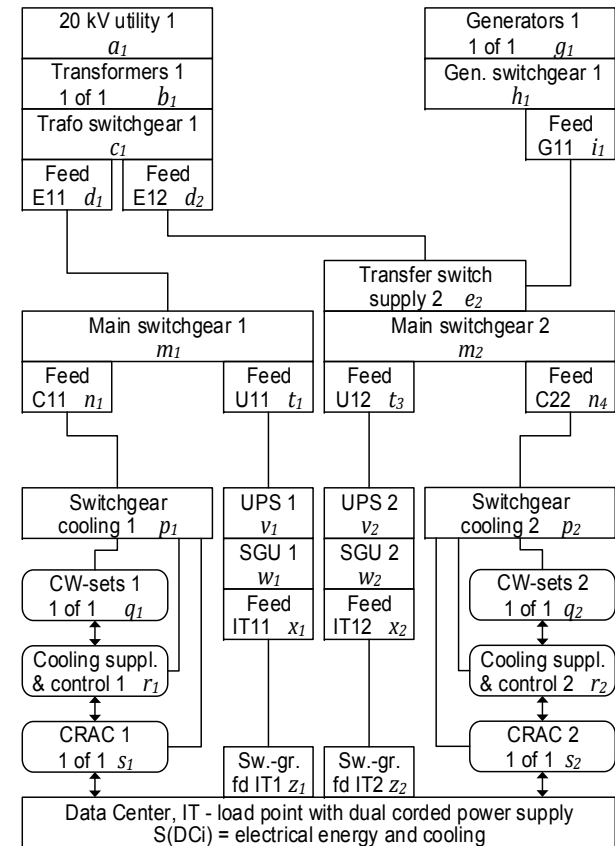 20 kV utility 1
a₁
Transformers 1
1 of 1 b₁
Trafo switchgear 1
c₁
Feed
E11 d₁
Feed
E12 d₂
Generators 1
1 of 1 g₁
Gen. switchgear 1
h₁
Feed
G11 i₁
Transfer switch
supply 2 e₂
Main switchgear 1
m₁
Main switchgear 2
m₂
Feed
C11 n₁
Feed
U11 t₁
Feed
U12 t₃
Feed
C22 n₄
Switchgear
cooling 1 p₁
UPS 1
v₁
SGU 1
w₁
Feed
IT11 x₁
UPS 2
v₂
SGU 2
w₂
Feed
IT12 x₂
Switchgear
cooling 2 p₂
CW-sets 1
1 of 1 q₁
Cooling suppl.
& control 1 r₁
CRAC 1
1 of 1 s₁
CW-sets 2
1 of 1 q₂
Cooling suppl.
& control 2 r₂
CRAC 2
1 of 1 s₂
Sw.-gr.
fd IT1 z₁
Sw.-gr.
fd IT2 z₂
Data Center, IT - load point with dual corded power supply
S(DCi) = electrical energy and cooling